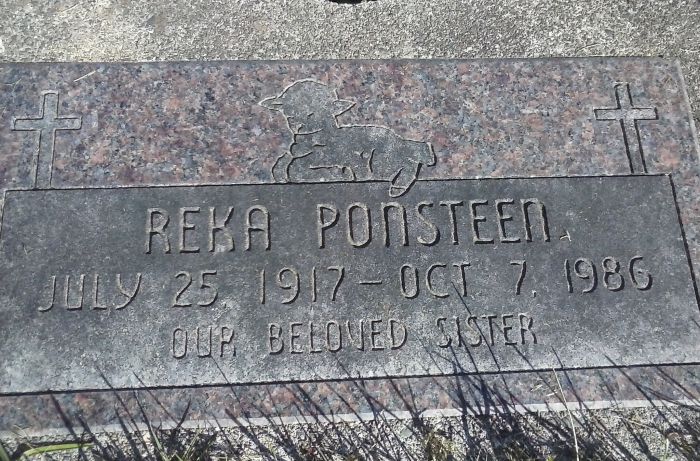 REKA PONSTEEN
JULY 25, 1917 - OCT. 7, 1986
OUR BELOVED SISTER